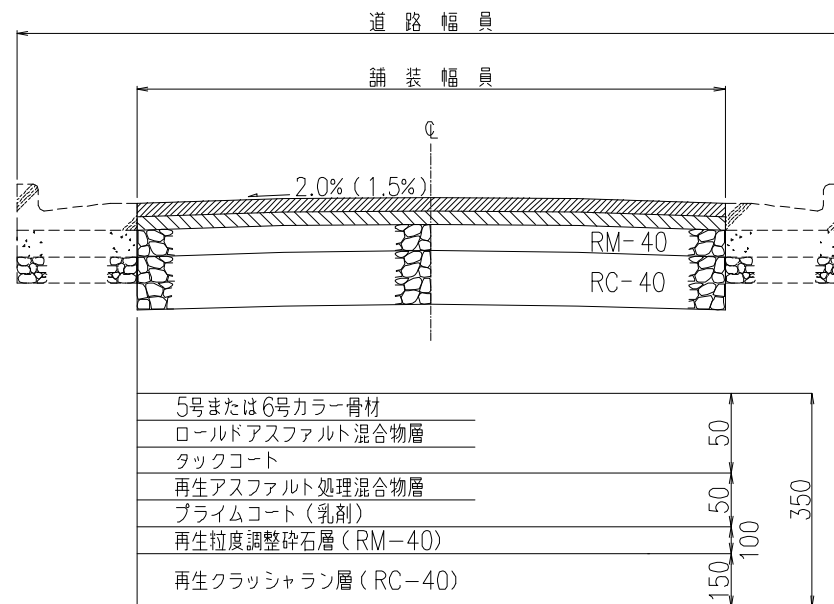 道路幅員
舗装幅員
℄
2.0%(1.5%)
RM-40
RC-40
5号または6号カラー骨材
ロールドアスファルト混合物層
タックコート
50
再生アスファルト処理混合物層
プライムコート(乳剤)
50
再生粒度調整砕石層(RM-40)
100
再生クラッシャラン層(RC-40)
150
350